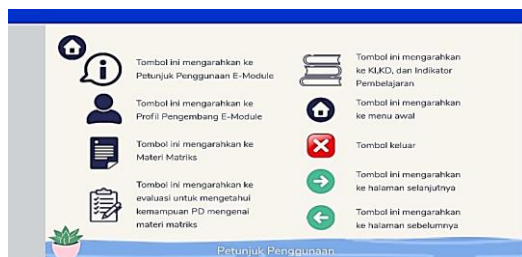 Tombol ini mengarahkan ke
Petunjuk Penggunaan E-Module
Tombol ini mengarahkan ke
Profil Pengembang E-Module
Tombol ini mengarahkan ke
Materi Matriks
Tombol ini mengarahkan ke
evaluasi untuk mengetahui
kemampuan PD mengenai
materi matriks
Tombol ini mengarahkan
ke KI,KD, dan Indikator
Pembelajaran
Tombol ini mengarahkan
ke menu awal
Tombol keluar
Tombol ini mengarahkan
ke halaman selanjutnya
Tombol ini mengarahkan
ke halaman sebelumnya
Petunjuk Penggunaan